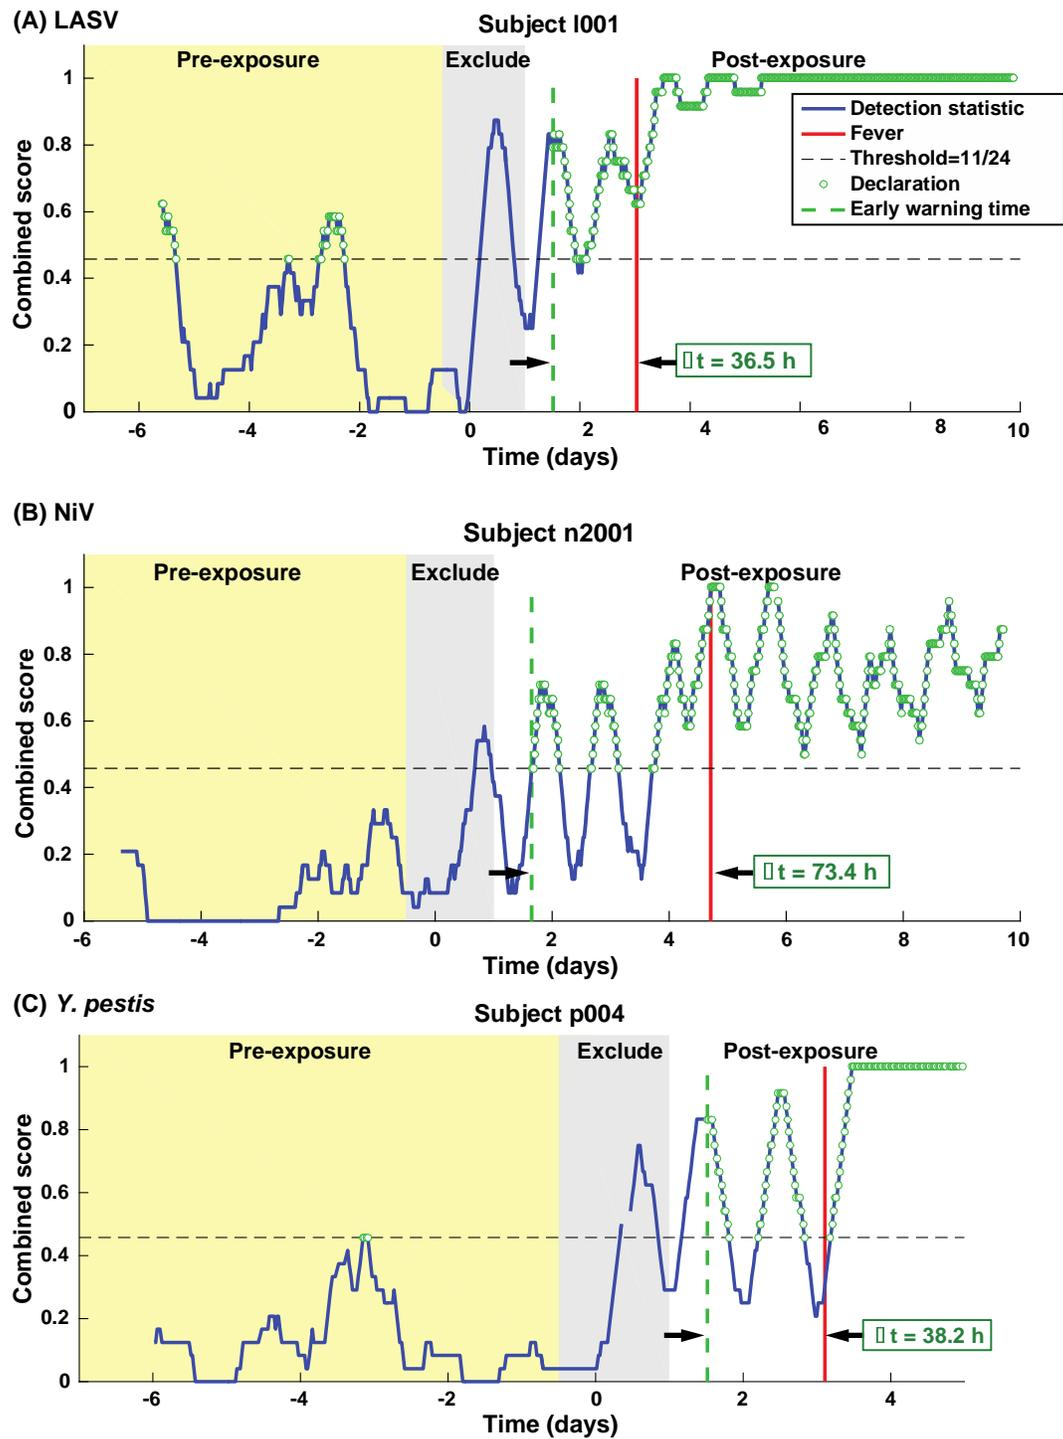 (A) LASV
Subject l001
Pre-exposure
Exclude
Post-exposure
Combined score
1
0.8
0.6
0.4
0.2
0
Detection statistic
Fever
Threshold=11/24
Declaration
Early warning time
▯t = 36.5 h
-6 -4 -2 0 2 4 6 8 10
Time (days)
(B) NiV
Subject n2001
Pre-exposure
Exclude
Post-exposure
Combined score
1
0.8
0.6
0.4
0.2
0
▯ t = 73.4 h
-6 -4 -2 0 2 4 6 8 10
Time (days)
(C) Y. pestis
Subject p004
Pre-exposure
Exclude
Post-exposure
Combined score
1
0.8
0.6
0.4
0.2
0
▯ t = 38.2 h
-6 -4 -2 0 2 4
Time (days)